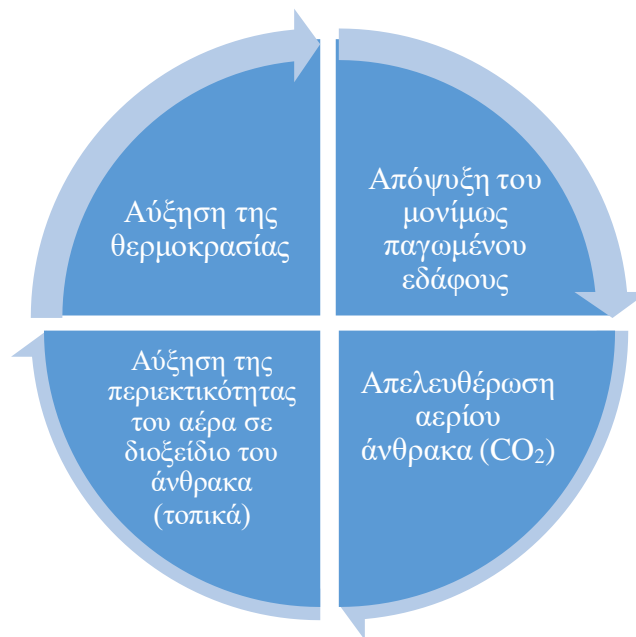 Αύξηση της
θερμοκρασίας
Απόψυξη του
μονίμως
παγωμένου
εδάφους
Αύξηση της
περιεκτικότητας
του αέρα σε
διοξείδιο του
άνθρακα
(τοπικά)
Απελευθέρωση
αερίου
άνθρακα (CO₂)